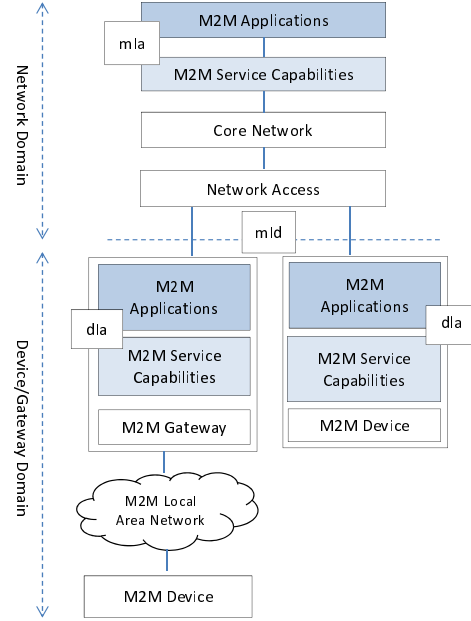 M2M Applications
mIa
M2M Service Capabilities
Core Network
Network Access
Network Domain
mId
M2M
Applications
dIa
M2M Service
Capabilities
M2M Gateway
M2M
Applications
dIa
M2M Service
Capabilities
M2M Device
M2M Local
Area Network
M2M Device
Device/Gateway Domain